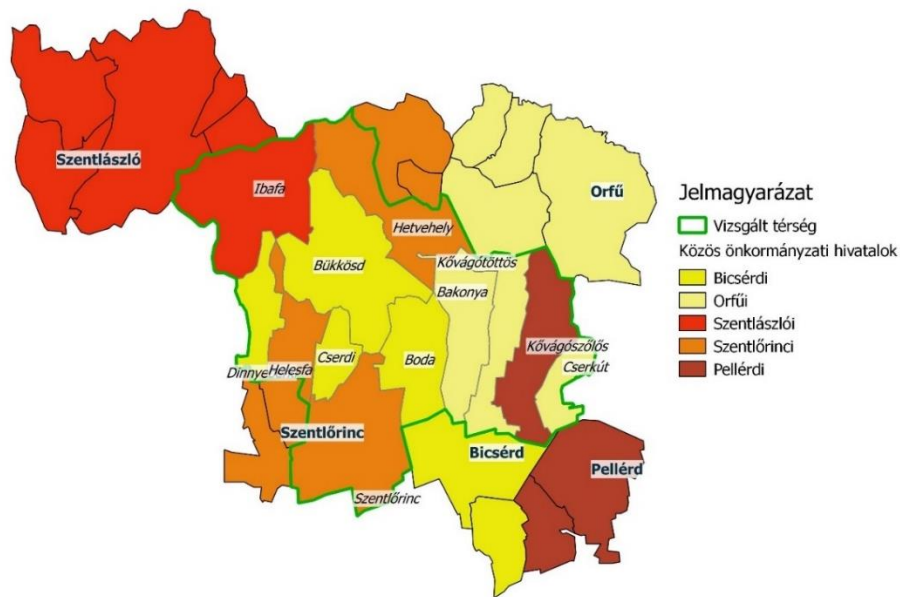 Szentlászló
Ibafa
Orfű
Hetvehely
Bükkösd
Kővágótöttös
Bakonya
Kővágószőlős
Cserkút
Cserdi
Boda
Helesfa
Szentlőrinc
Bicsérd
Pellérd
Szentlőrinc
Jelmagyarázat
Vizsgált térség
Közös önkormányzati hivatalok
Bicsérdi
Orfűi
Szentlászlói
Szentlőrinci
Pellérdi